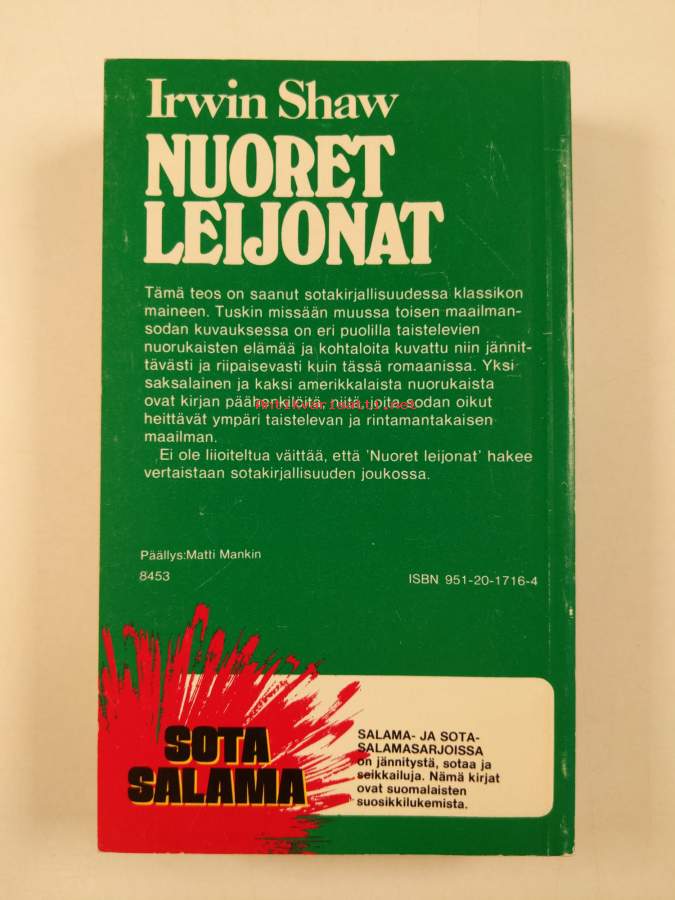 Irwin Shaw
NUORET
LEIJONAT
Tämä teos on saanut sotakirjallisuudessa klassikon
maineen. Tuskin missään muussa toisen maailman-
sodan kuvauksessa on eri puolilla taistelevien
nuorukaisten elämää ja kohtaloita kuvattu niin jännit-
tävästi ja riipaisevasti kuin tässä romaanissa. Yksi
saksalainen ja kaksi amerikkalaista nuorukaista
ovat kirjan päähenkilöitä, niitä, joita sodan oikut
Antikvariaatti.net
heittävät ympäri taistelevan ja rintamantakaisen
maailman.
Ei ole liioiteltua väittää, että 'Nuoret leijonat' hakee
vertaistaan sotakirjallisuuden joukossa.
Päällys:Matti Mankin
8453
ISBN 951-20-1716-4
SOTA
SALAMA
SALAMA- JA SOTA-
SALAMASARJOISSA
on jännitystä, sotaa ja
seikkailuja. Nämä kirjat
ovat suomalaisten
suosikkilukemista.